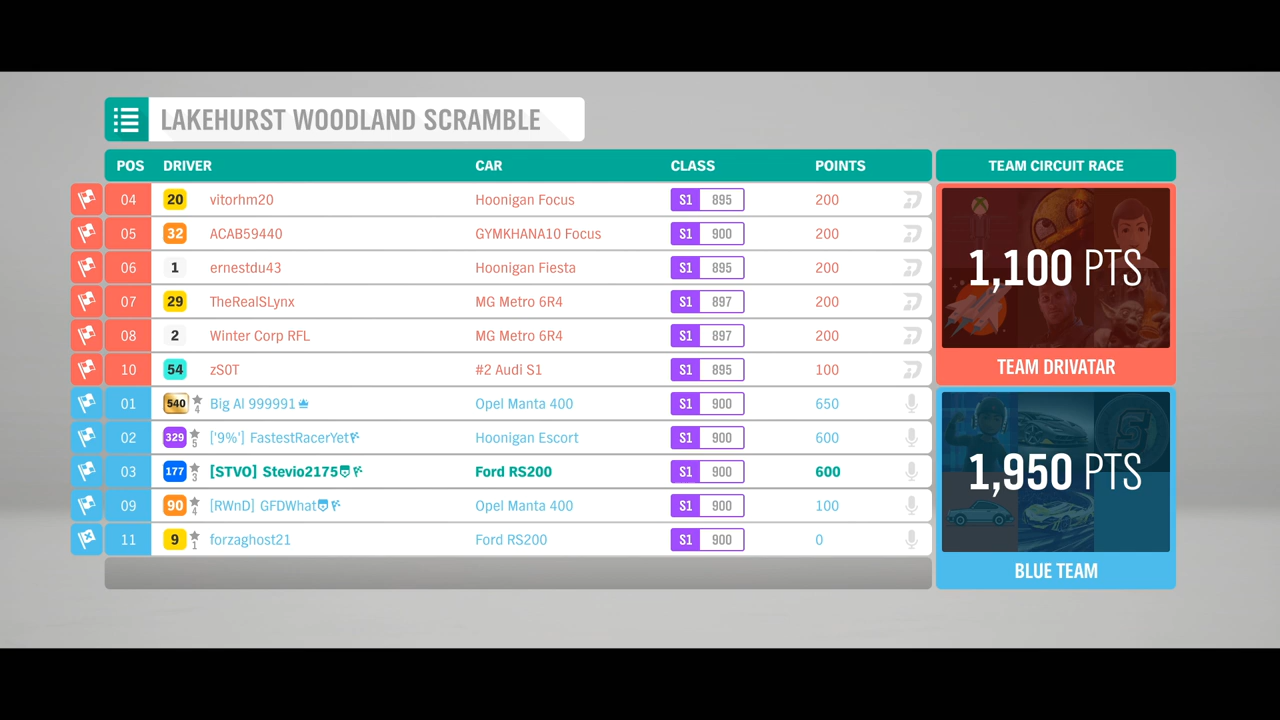 LAKEHURST WOODLAND SCRAMBLE
POS DRIVER CAR CLASS POINTS TEAM CIRCUIT RACE
04 20 vitorhm20 Hoonigan Focus S1 895 200
05 32 ACAB59440 GYMKHANA10 Focus S1 900 200
06 1 ernestdu43 Hoonigan Fiesta S1 895 200
07 29 TheRealSLynx MG Metro 6R4 S1 897 200
08 2 Winter Corp RFL MG Metro 6R4 S1 897 200
10 54 zS0T #2 Audi S1 S1 895 100
1,100 PTS
TEAM DRIVATAR
01 540 4 Big Al 999991 Opel Manta 400 S1 900 650
02 329 5 ['9%'] FastestRacerYet Hoonigan Escort S1 900 600
03 177 3 [STVO] Stevio2175 Ford RS200 S1 900 600
09 90 4 [RWnD] GFDWhat Opel Manta 400 S1 900 100
11 9 1 forzaghost21 Ford RS200 S1 900 0
1,950 PTS
BLUE TEAM